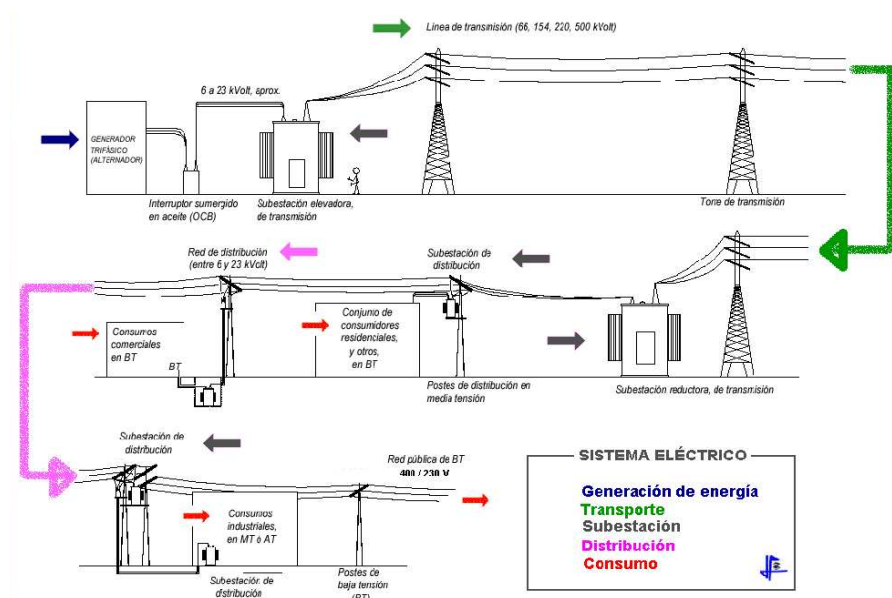 Línea de transmisión (66, 154, 220, 500 kVolt)
6 a 23 kVolt, aprox.
GENERADOR
TRIFÁSICO
(ALTERNADOR)
Interruptor sumergido
en aceite (OCB)
Subestación elevadora,
de transmisión
Torre de transmisión
Red de distribución
(entre 6 y 23 kVolt)
Subestación de
distribución
Consumos
comerciales
en BT
BT
Conjunto de
consumidores
residenciales,
y otros,
en BT
Postes de distribución en
media tensión
Subestación reductora, de transmisión
Subestación de
distribución
Red pública de BT
400 / 230 V
Consumos
industriales,
en MT ó AT
Subestación de
distribución
Postes de
baja tensión
(BT)
SISTEMA ELÉCTRICO
Generación de energía
Transporte
Subestación
Distribución
Consumo